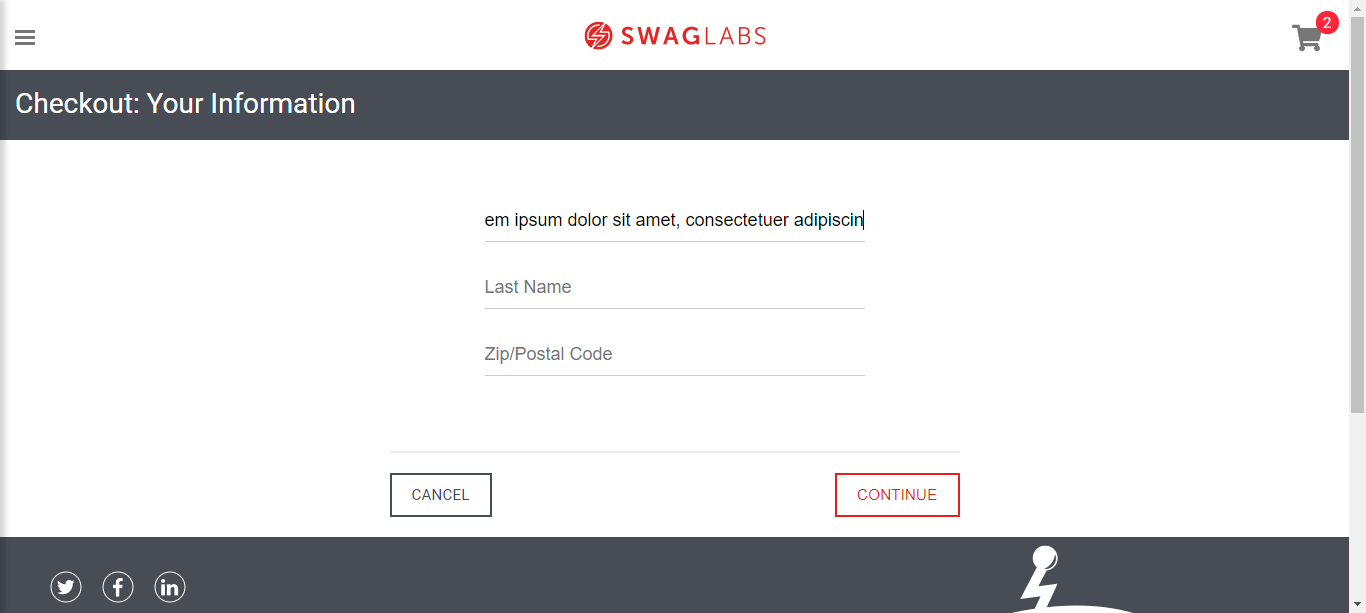 SWAGLABS
2
Checkout: Your Information
em ipsum dolor sit amet, consectetuer adipiscin
Last Name
Zip/Postal Code
CANCEL
CONTINUE